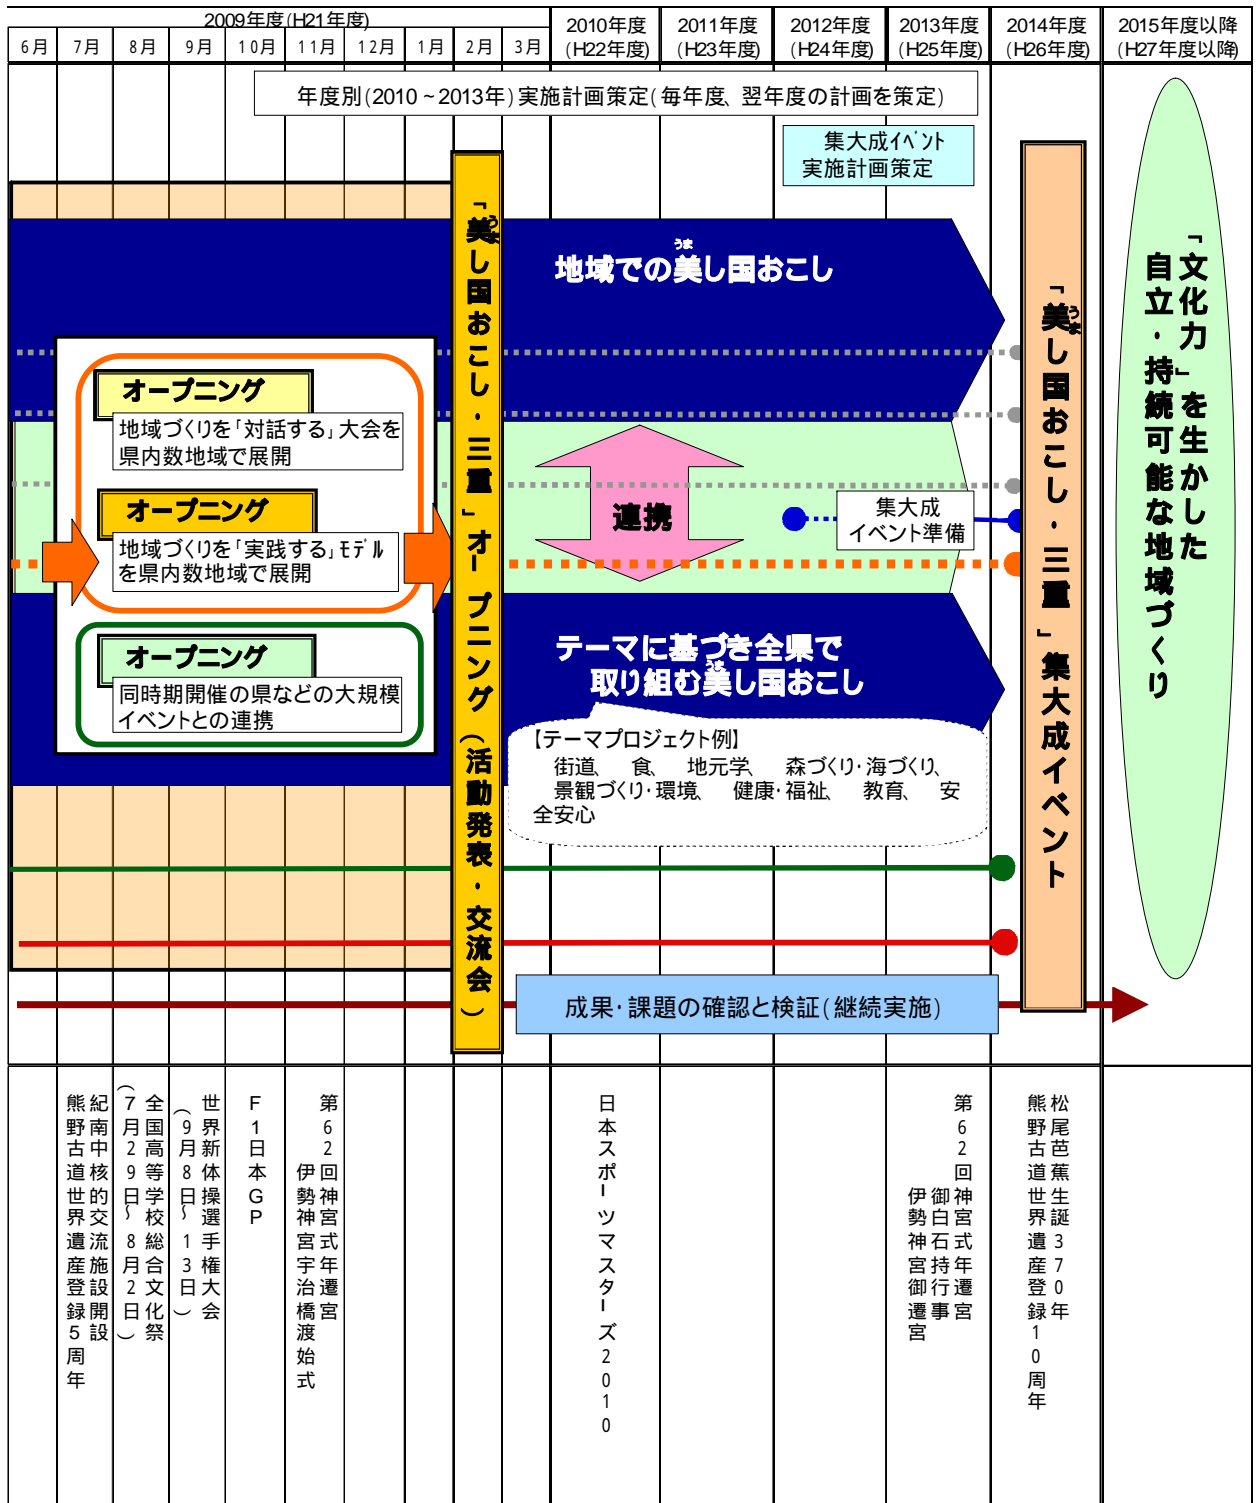 2009年度(H21年度)
6月
7月
8月
9月
10月
11月
12月
1月
2月
3月
2010年度
(H22年度)
2011年度
(H23年度)
2012年度
(H24年度)
2013年度
(H25年度)
2014年度
(H26年度)
2015年度以降
(H27年度以降)
年度別(2010～2013年)実施計画策定(毎年度、翌年度の計画を策定)
集大成ｲﾍﾞﾝﾄ
実施計画策定
うま
地域での美し国おこし
オープニング
地域づくりを「対話する」大会を
県内数地域で展開
オープニング
地域づくりを「実践する」ﾓﾃﾞﾙ
を県内数地域で展開
オープニング
同時期開催の県などの大規模
イベントとの連携
うま
「美し国おこし・三重」オープニング(活動発表・交流会)
連携
集大成
イベント準備
テーマに基づき全県で
うま
取り組む美し国おこし
【テーマプロジェクト例】
街道、 食、 地元学、 森づくり・海づくり、
景観づくり・環境、 健康・福祉、 教育、 安
全安心
うま
「美し国おこし・三重」集大成イベント
「文化力」を生かした
自立・持続可能な地域づくり
成果・課題の確認と検証(継続実施)
紀南中核的交流施設開設
熊野古道世界遺産登録5周年
全国高等学校総合文化祭
(7月29日～8月2日)
世界新体操選手権大会
(9月8日～13日)
F1日本GP
第62回神宮式年遷宮
伊勢神宮宇治橋渡始式
日本スポーツマスターズ2010
第62回神宮式年遷宮
御白石持行事
伊勢神宮御遷宮
松尾芭蕉生誕370年
熊野古道世界遺産登録10周年